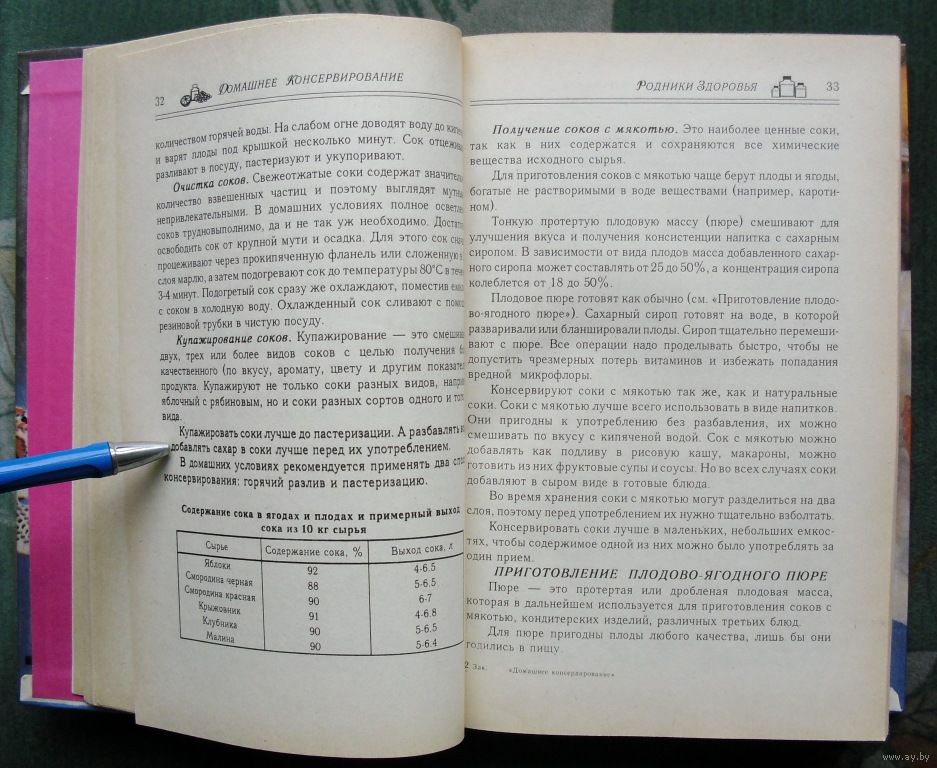 32
ДОМАШНЕЕ КОНСЕРВИРОВАНИЕ
количеством горячей воды. На слабом огне доводят воду до
и варят плоды под крышкой несколько минут. Сок
разливают в посуду, пастеризуют и укупоривают.
Очистка соков. Свежеотжатые соки содержат
количество взвешенных частиц и поэтому выглядят
непривлекательными. В домашних условиях полное
соков трудновыполнимо, да и не так уж необходимо.
освободить сок от крупной мути и осадка. Для этого сок
процеживают через прокипяченную фланель или сложенную в
слоя марлю, а затем подогревают сок до температуры 80°С в
3-4 минут. Подогретый сок сразу же охлаждают, поместив
с соком в холодную воду. Охлажденный сок сливают с
резиновой трубки в чистую посуду.
Купажирование соков. Купажирование — это
двух, трех или более видов соков с целью получения
качественного (по вкусу, аромату, цвету и другим
продукта. Купажируют не только соки разных видов,
яблочный с рябиновым, но и соки разных сортов одного и
вида.
Купажировать соки лучше до пастеризации. А разбавлять
добавлять сахар в соки лучше перед их употреблением.
В домашних условиях рекомендуется применять два
консервирования: горячий разлив и пастеризацию.
Содержание сока в ягодах и плодах и примерный выход
сока из 10 кг сырья
Сырье Содержание сока, % Выход сока, л
Яблоки 92 4-6.5
Смородина черная 88 5-6.5
Смородина красная 90 6-7
Крыжовник 91 4-6.8
Клубника 90 5-6.5
Малина 90 5-6.4
РОДНИКИ ЗДОРОВЬЯ
33
Получение соков с мякотью. Это наиболее ценные соки,
так как в них содержатся и сохраняются все химические
вещества исходного сырья.
Для приготовления соков с мякотью чаще берут плоды и ягоды,
богатые не растворимыми в воде веществами (например, кароти-
ном).
Тонкую протертую плодовую массу (пюре) смешивают для
улучшения вкуса и получения консистенции напитка с сахарным
сиропом. В зависимости от вида плодов масса добавленного сахар-
ного сиропа может составлять от 25 до 50%, а концентрация сиропа
колеблется от 18 до 50%.
Плодовое пюре готовят как обычно (см. «Приготовление плодо-
во-ягодного пюре»). Сахарный сироп готовят на воде, в которой
разваривали или бланшировали плоды. Сироп тщательно перемеши-
вают с пюре. Все операции надо проделывать быстро, чтобы не
допустить чрезмерных потерь витаминов и избежать попадания
вредной микрофлоры.
Консервируют соки с мякотью так же, как и натуральные
соки. Соки с мякотью лучше всего использовать в виде напитков.
Они пригодны к употреблению без разбавления, их можно
смешивать по вкусу с кипяченой водой. Сок с мякотью можно
добавлять как подливу в рисовую кашу, макароны, можно
готовить из них фруктовые супы и соусы. Но во всех случаях соки
добавляют в сыром виде в готовые блюда.
Во время хранения соки с мякотью могут разделиться на два
слоя, поэтому перед употреблением их нужно тщательно взболтать.
Консервировать соки лучше в маленьких, небольших емкос-
тях, чтобы содержимое одной из них можно было употреблять за
один прием.
ПРИГОТОВЛЕНИЕ ПЛОДОВО-ЯГОДНОГО ПЮРЕ
Пюре — это протертая или дробленая плодовая масса,
которая в дальнейшем используется для приготовления соков с
мякотью, кондитерских изделий, различных третьих блюд.
Для пюре пригодны плоды любого качества, лишь бы они
годились в пищу.
2 Зак. «Домашнее консервирование»
www.ay.by